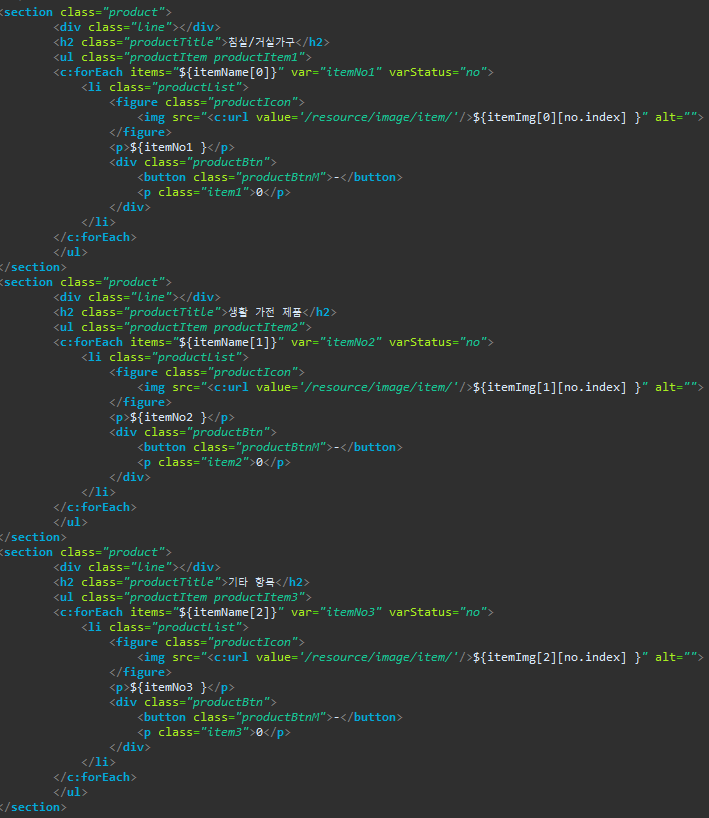 <section class="product">
<div class="line"></div>
<h2 class="productTitle">침실/거실가구</h2>
<ul class="productItem productItem1">
<c:forEach items="${itemName[0]}" var="itemNo1" varStatus="no">
<li class="productList">
<figure class="productIcon">
<img src="<c:url value='/resource/image/item/'/>${itemImg[0][no.index] }" alt="">
</figure>
<p>${itemNo1 }</p>
<div class="productBtn">
<button class="productBtnM">-</button>
<p class="item1">0</p>
</div>
</li>
</c:forEach>
</ul>
</section>
<section class="product">
<div class="line"></div>
<h2 class="productTitle">생활 가전 제품</h2>
<ul class="productItem productItem2">
<c:forEach items="${itemName[1]}" var="itemNo2" varStatus="no">
<li class="productList">
<figure class="productIcon">
<img src="<c:url value='/resource/image/item/'/>${itemImg[1][no.index] }" alt="">
</figure>
<p>${itemNo2 }</p>
<div class="productBtn">
<button class="productBtnM">-</button>
<p class="item2">0</p>
</div>
</li>
</c:forEach>
</ul>
</section>
<section class="product">
<div class="line"></div>
<h2 class="productTitle">기타 항목</h2>
<ul class="productItem productItem3">
<c:forEach items="${itemName[2]}" var="itemNo3" varStatus="no">
<li class="productList">
<figure class="productIcon">
<img src="<c:url value='/resource/image/item/'/>${itemImg[2][no.index] }" alt="">
</figure>
<p>${itemNo3 }</p>
<div class="productBtn">
<button class="productBtnM">-</button>
<p class="item3">0</p>
</div>
</li>
</c:forEach>
</ul>
</section>